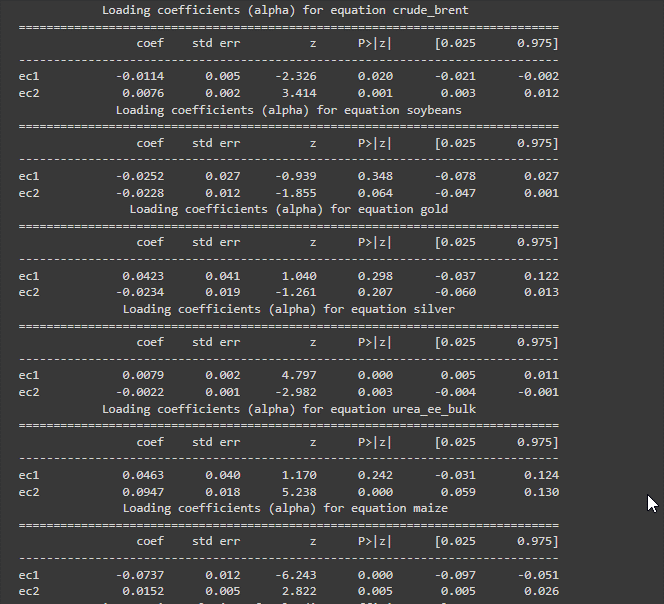 Loading coefficients (alpha) for equation crude_brent
==============================================================================
coef std err z P>|z| [0.025 0.975]
------------------------------------------------------------------------------
ec1 -0.0114 0.005 -2.326 0.020 -0.021 -0.002
ec2 0.0076 0.002 3.414 0.001 0.003 0.012
Loading coefficients (alpha) for equation soybeans
==============================================================================
coef std err z P>|z| [0.025 0.975]
------------------------------------------------------------------------------
ec1 -0.0252 0.027 -0.939 0.348 -0.078 0.027
ec2 -0.0228 0.012 -1.855 0.064 -0.047 0.001
Loading coefficients (alpha) for equation gold
==============================================================================
coef std err z P>|z| [0.025 0.975]
------------------------------------------------------------------------------
ec1 0.0423 0.041 1.040 0.298 -0.037 0.122
ec2 -0.0234 0.019 -1.261 0.207 -0.060 0.013
Loading coefficients (alpha) for equation silver
==============================================================================
coef std err z P>|z| [0.025 0.975]
------------------------------------------------------------------------------
ec1 0.0079 0.002 4.797 0.000 0.005 0.011
ec2 -0.0022 0.001 -2.982 0.003 -0.004 -0.001
Loading coefficients (alpha) for equation urea_ee_bulk
==============================================================================
coef std err z P>|z| [0.025 0.975]
------------------------------------------------------------------------------
ec1 0.0463 0.040 1.170 0.242 -0.031 0.124
ec2 0.0947 0.018 5.238 0.000 0.059 0.130
Loading coefficients (alpha) for equation maize
==============================================================================
coef std err z P>|z| [0.025 0.975]
------------------------------------------------------------------------------
ec1 -0.0737 0.012 -6.243 0.000 -0.097 -0.051
ec2 0.0152 0.005 2.822 0.005 0.005 0.026